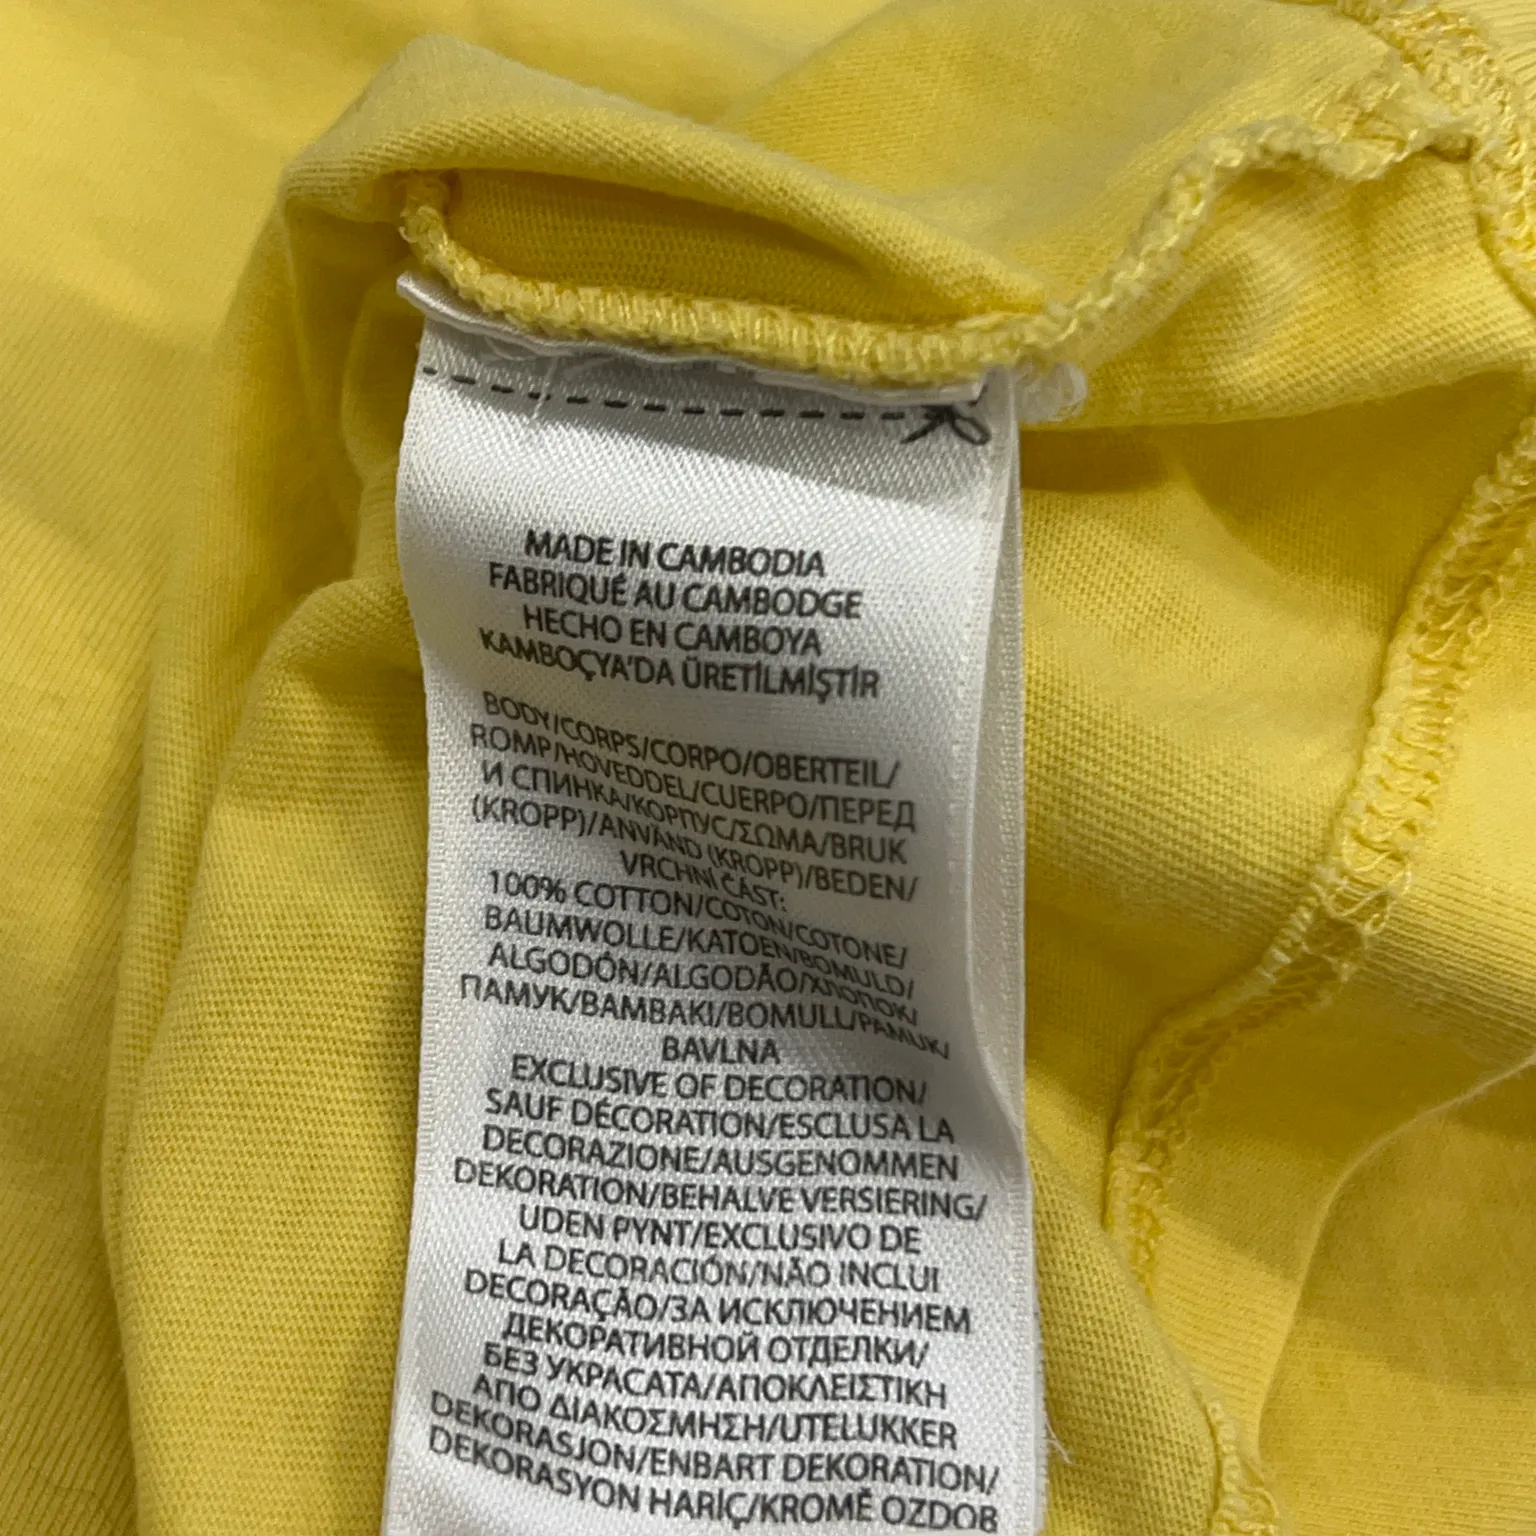 MADE IN CAMBODIA
FABRIQUÉ AU CAMBODGE
HECHO EN CAMBOYA
KAMBOÇYA'DA ÜRETİLMİŞTİR
BODY/CORPS/CORPO/OBERTEIL/
ROMP/HOVEDDEL/CUERPO/ПЕРЕД
И СПИНКА/КОРПУС/ΣΩΜΑ/BRUK
(KROPP)/ANVÄND (KROPP)/BEDEN/
VRCHNÍ ČÁST:
100% COTTON/COTON/COTONE/
BAUMWOLLE/KATOEN/BOMULD/
ALGODÓN/ALGODÃO/ХЛОПОК/
ПАМУК/BAMBAKI/BOMULL/PAMUK/
BAVLNA
EXCLUSIVE OF DECORATION/
SAUF DÉCORATION/ESCLUSA LA
DECORAZIONE/AUSGENOMMEN
DEKORATION/BEHALVE VERSIERING/
UDEN PYNT/EXCLUSIVO DE
LA DECORACIÓN/NÃO INCLUI
DECORAÇÃO/ЗА ИСКЛЮЧЕНИЕМ
ДЕКОРАТИВНОЙ ОТДЕЛКИ/
БЕЗ УКРАСАТА/ΑΠΟΚΛΕΙΣΤΙΚΗ
ΑΠΟ ΔΙΑΚΟΣΜΗΣΗ/UTELUKKER
DEKORASJON/ENBART DEKORATION/
DEKORASYON HARİÇ/KROMĚ OZDOB